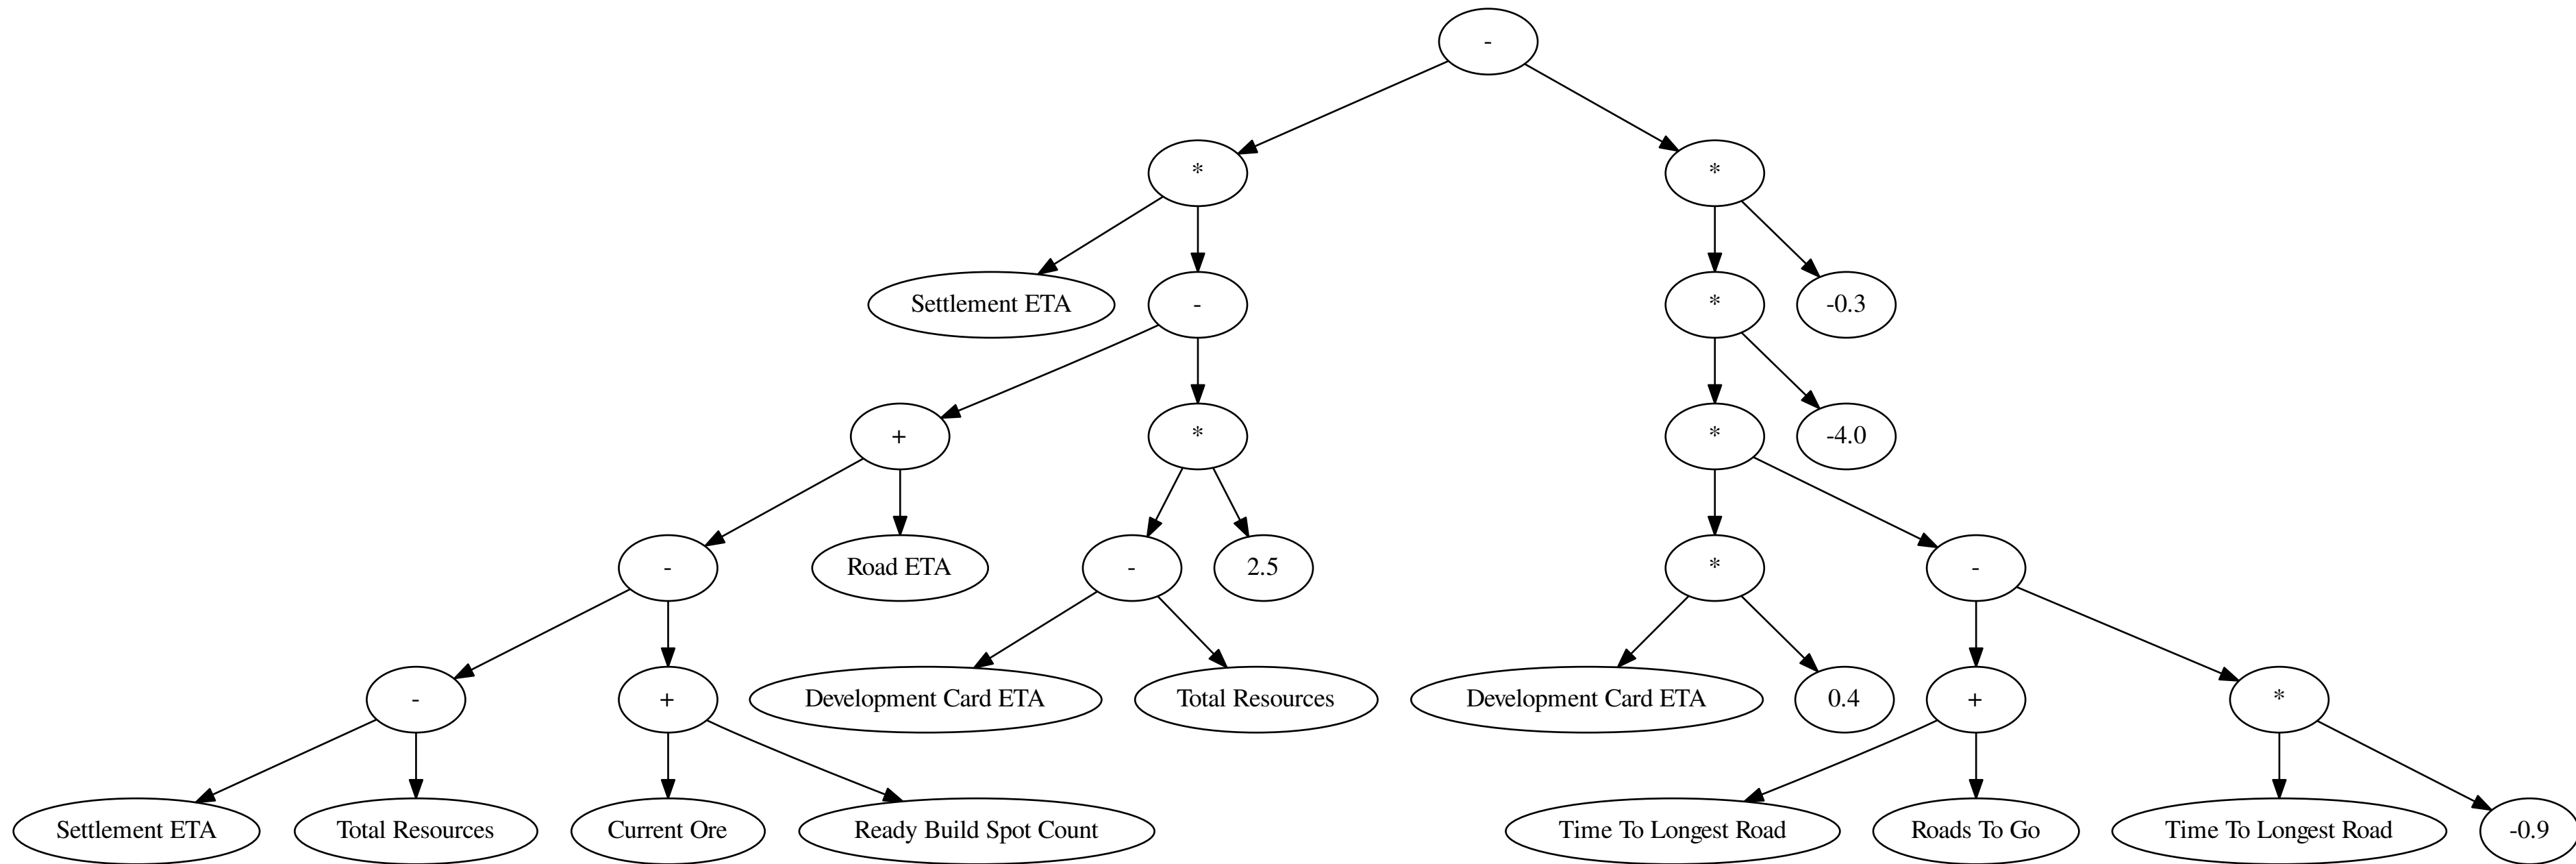 -
*
*
Settlement ETA
-
*
-0.3
+
*
*
-4.0
-
Road ETA
-
2.5
*
-
-
+
Development Card ETA
Total Resources
Development Card ETA
0.4
+
*
Settlement ETA
Total Resources
Current Ore
Ready Build Spot Count
Time To Longest Road
Roads To Go
Time To Longest Road
-0.9